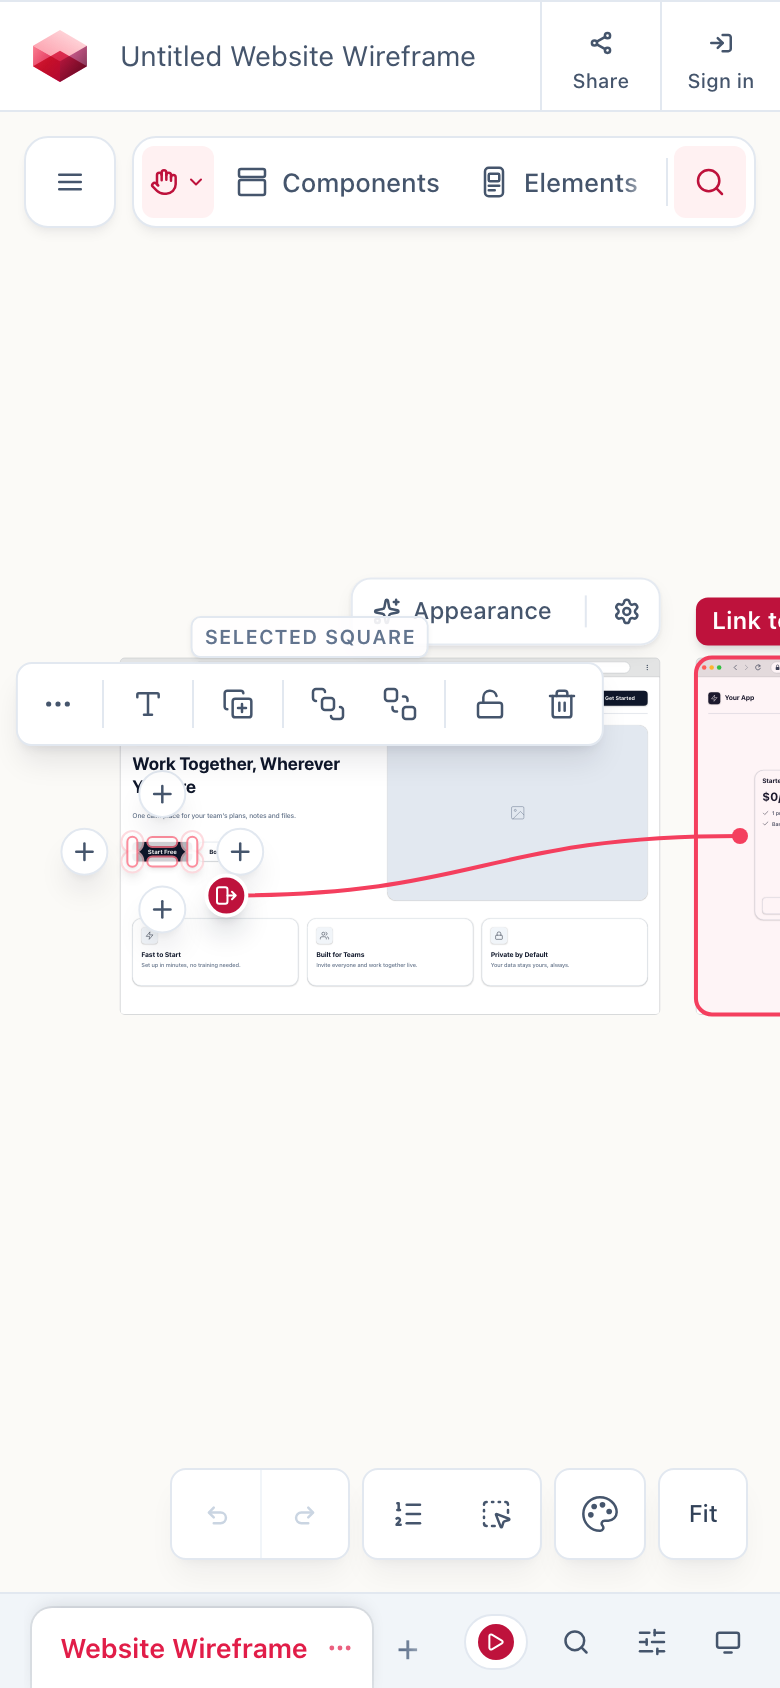 Untitled Website Wireframe
Share
Sign in
Components
Elements
Appearance
SELECTED SQUARE
Link to
Get Started
Your App
Work Together, Wherever
Start Free
Fast to Start
Set up in minutes, no training needed.
Built for Teams
Invite everyone and work together live.
Private by Default
Your data stays yours, always.
$0/
Fit
Website Wireframe